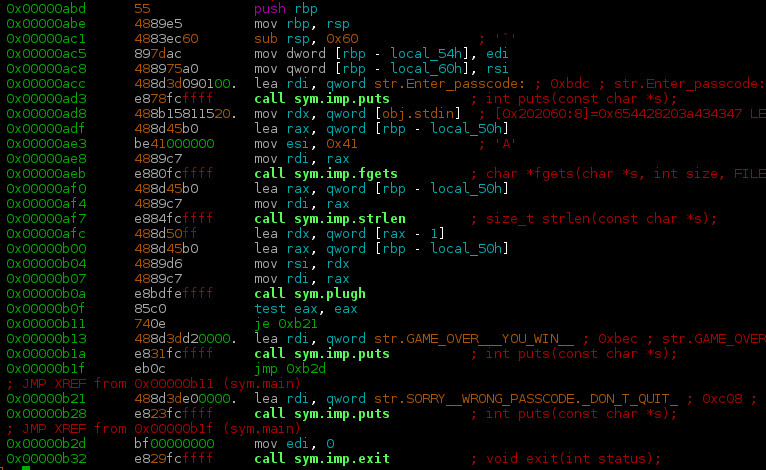 0x00000abd 55 push rbp
0x00000abe 4889e5 mov rbp, rsp
0x00000ac1 4883ec60 sub rsp, 0x60 ; '`'
0x00000ac5 897dac mov dword [rbp - local_54h], edi
0x00000ac8 488975a0 mov qword [rbp - local_60h], rsi
0x00000acc 488d3d090100. lea rdi, qword str.Enter_passcode: ; 0xbdc ; str.Enter_passcode:
0x00000ad3 e878fcffff call sym.imp.puts ; int puts(const char *s);
0x00000ad8 488b15811520. mov rdx, qword [obj.stdin] ; [0x202060:8]=0x654428203a434347 LE
0x00000adf 488d45b0 lea rax, qword [rbp - local_50h]
0x00000ae3 be41000000 mov esi, 0x41 ; 'A'
0x00000ae8 4889c7 mov rdi, rax
0x00000aeb e880fcffff call sym.imp.fgets ; char *fgets(char *s, int size, FILE
0x00000af0 488d45b0 lea rax, qword [rbp - local_50h]
0x00000af4 4889c7 mov rdi, rax
0x00000af7 e884fcffff call sym.imp.strlen ; size_t strlen(const char *s);
0x00000afc 488d50ff lea rdx, qword [rax - 1]
0x00000b00 488d45b0 lea rax, qword [rbp - local_50h]
0x00000b04 4889d6 mov rsi, rdx
0x00000b07 4889c7 mov rdi, rax
0x00000b0a e8bdfeffff call sym.plugh
0x00000b0f 85c0 test eax, eax
0x00000b11 740e je 0xb21
0x00000b13 488d3dd20000. lea rdi, qword str.GAME_OVER___YOU_WIN__ ; 0xbec ; str.GAME_OVER
0x00000b1a e831fcffff call sym.imp.puts ; int puts(const char *s);
0x00000b1f eb0c jmp 0xb2d
; JMP XREF from 0x00000b11 (sym.main)
0x00000b21 488d3de00000. lea rdi, qword str.SORRY__WRONG_PASSCODE._DON_T_QUIT_ ; 0xc08 ;
0x00000b28 e823fcffff call sym.imp.puts ; int puts(const char *s);
; JMP XREF from 0x00000b1f (sym.main)
0x00000b2d bf00000000 mov edi, 0
0x00000b32 e829fcffff call sym.imp.exit ; void exit(int status);